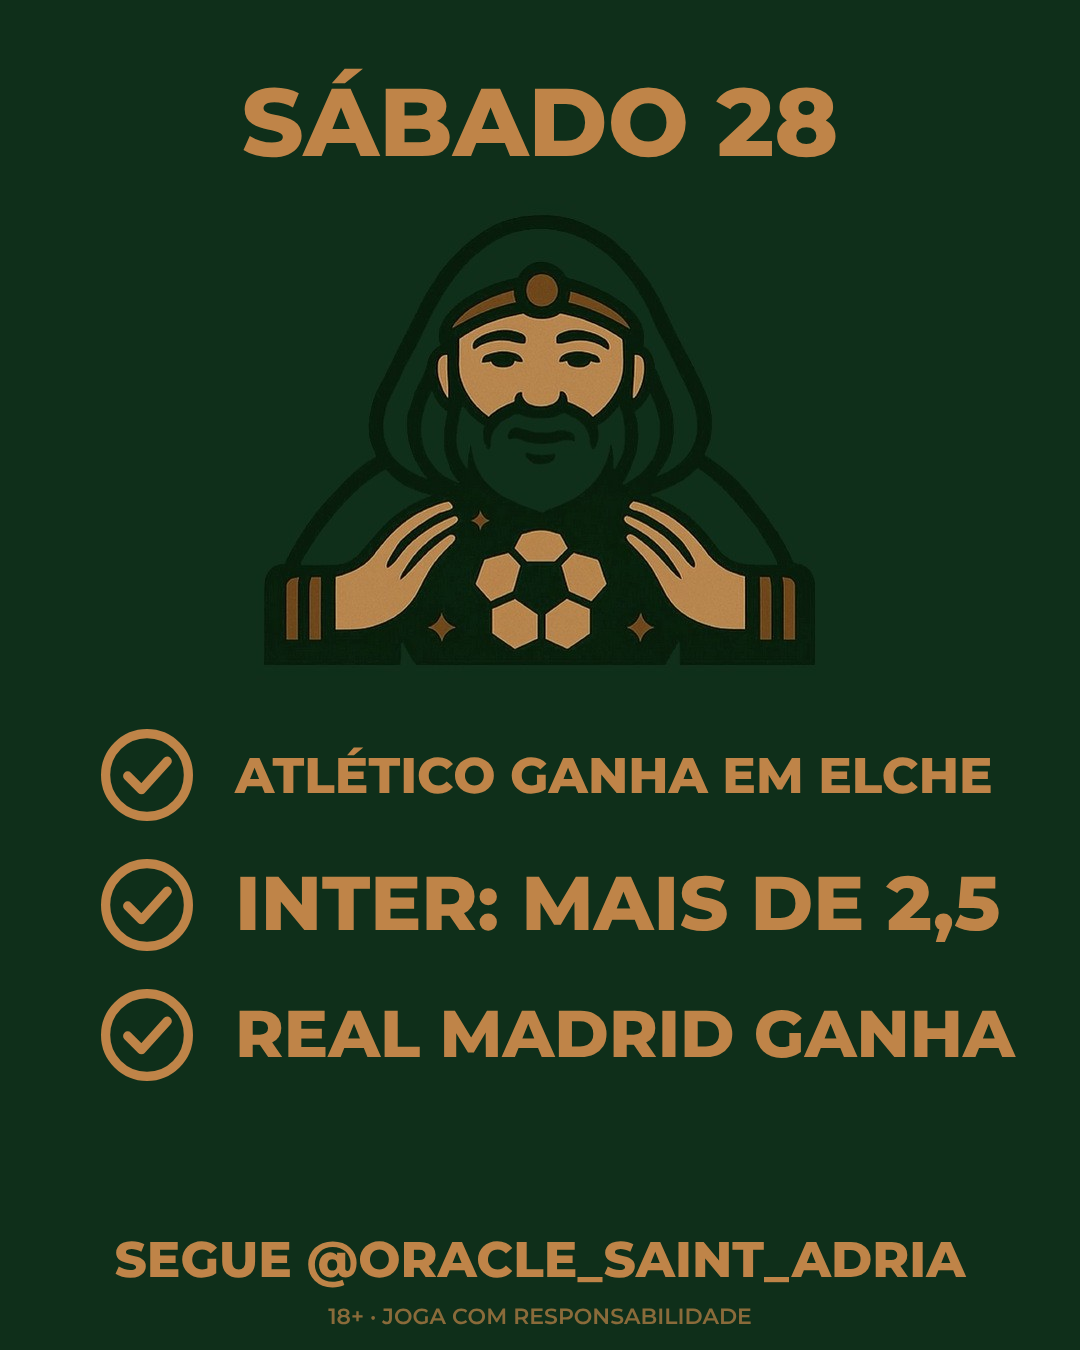 SÁBADO 28
ATLÉTICO GANHA EM ELCHE
INTER: MAIS DE 2,5
REAL MADRID GANHA
SEGUE @ORACLE_SAINT_ADRIA
18+ · JOGA COM RESPONSABILIDADE